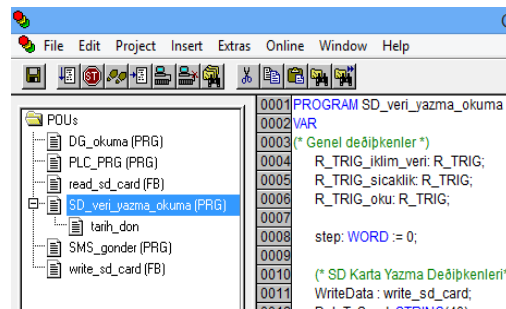 File Edit Project Insert Extras Online Window Help
POUs
DG_okuma (PRG)
PLC_PRG (PRG)
read_sd_card (FB)
SD_veri_yazma_okuma (PRG)
tarih_don
SMS_gonder (PRG)
write_sd_card (FB)
0001 PROGRAM SD_veri_yazma_okuma
0002 VAR
0003 (* Genel deðiþkenler *)
0004 R_TRIG_iklim_veri: R_TRIG;
0005 R_TRIG_sicaklik: R_TRIG;
0006 R_TRIG_oku: R_TRIG;
0007
0008 step: WORD := 0;
0009
0010 (* SD Karta Yazma Deðiþkenleri*
0011 WriteData : write_sd_card;